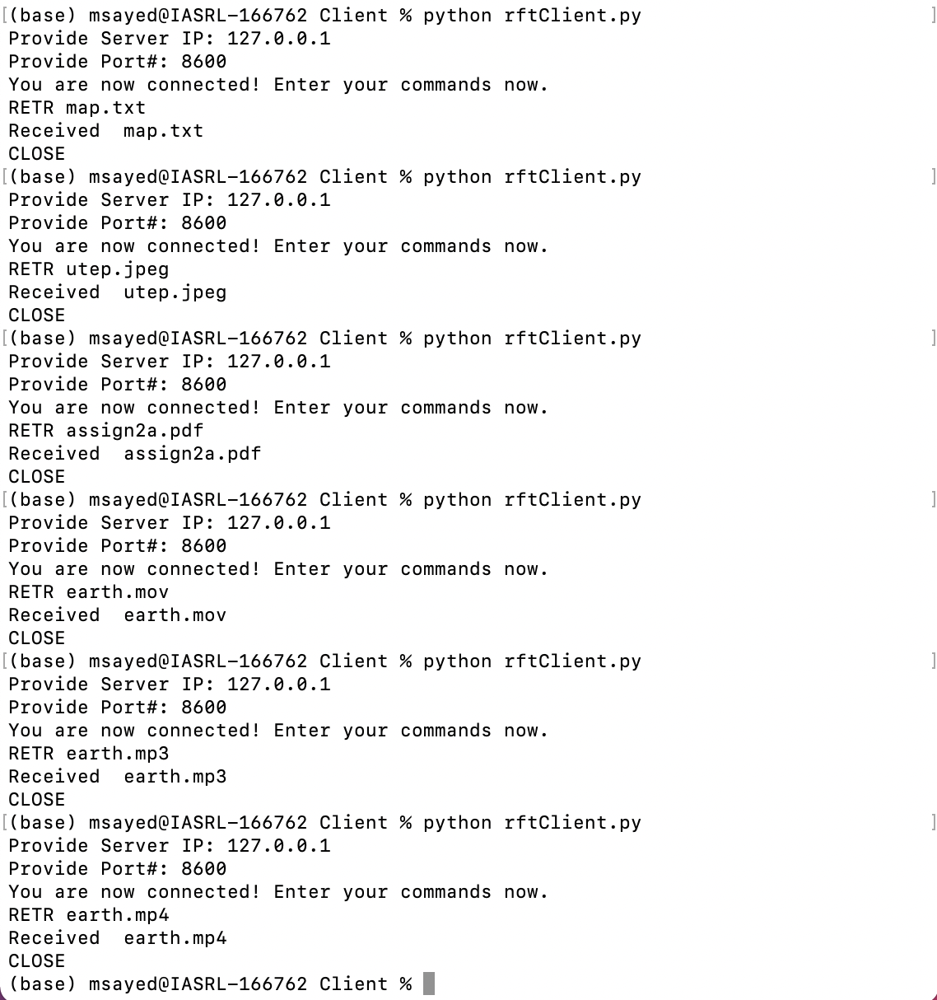 [(base) msayed@IASRL-166762 Client % python rftClient.py ]
Provide Server IP: 127.0.0.1
Provide Port#: 8600
You are now connected! Enter your commands now.
RETR map.txt
Received  map.txt
CLOSE
[(base) msayed@IASRL-166762 Client % python rftClient.py ]
Provide Server IP: 127.0.0.1
Provide Port#: 8600
You are now connected! Enter your commands now.
RETR utep.jpeg
Received  utep.jpeg
CLOSE
[(base) msayed@IASRL-166762 Client % python rftClient.py ]
Provide Server IP: 127.0.0.1
Provide Port#: 8600
You are now connected! Enter your commands now.
RETR assign2a.pdf
Received  assign2a.pdf
CLOSE
[(base) msayed@IASRL-166762 Client % python rftClient.py ]
Provide Server IP: 127.0.0.1
Provide Port#: 8600
You are now connected! Enter your commands now.
RETR earth.mov
Received  earth.mov
CLOSE
[(base) msayed@IASRL-166762 Client % python rftClient.py ]
Provide Server IP: 127.0.0.1
Provide Port#: 8600
You are now connected! Enter your commands now.
RETR earth.mp3
Received  earth.mp3
CLOSE
[(base) msayed@IASRL-166762 Client % python rftClient.py ]
Provide Server IP: 127.0.0.1
Provide Port#: 8600
You are now connected! Enter your commands now.
RETR earth.mp4
Received  earth.mp4
CLOSE
(base) msayed@IASRL-166762 Client %